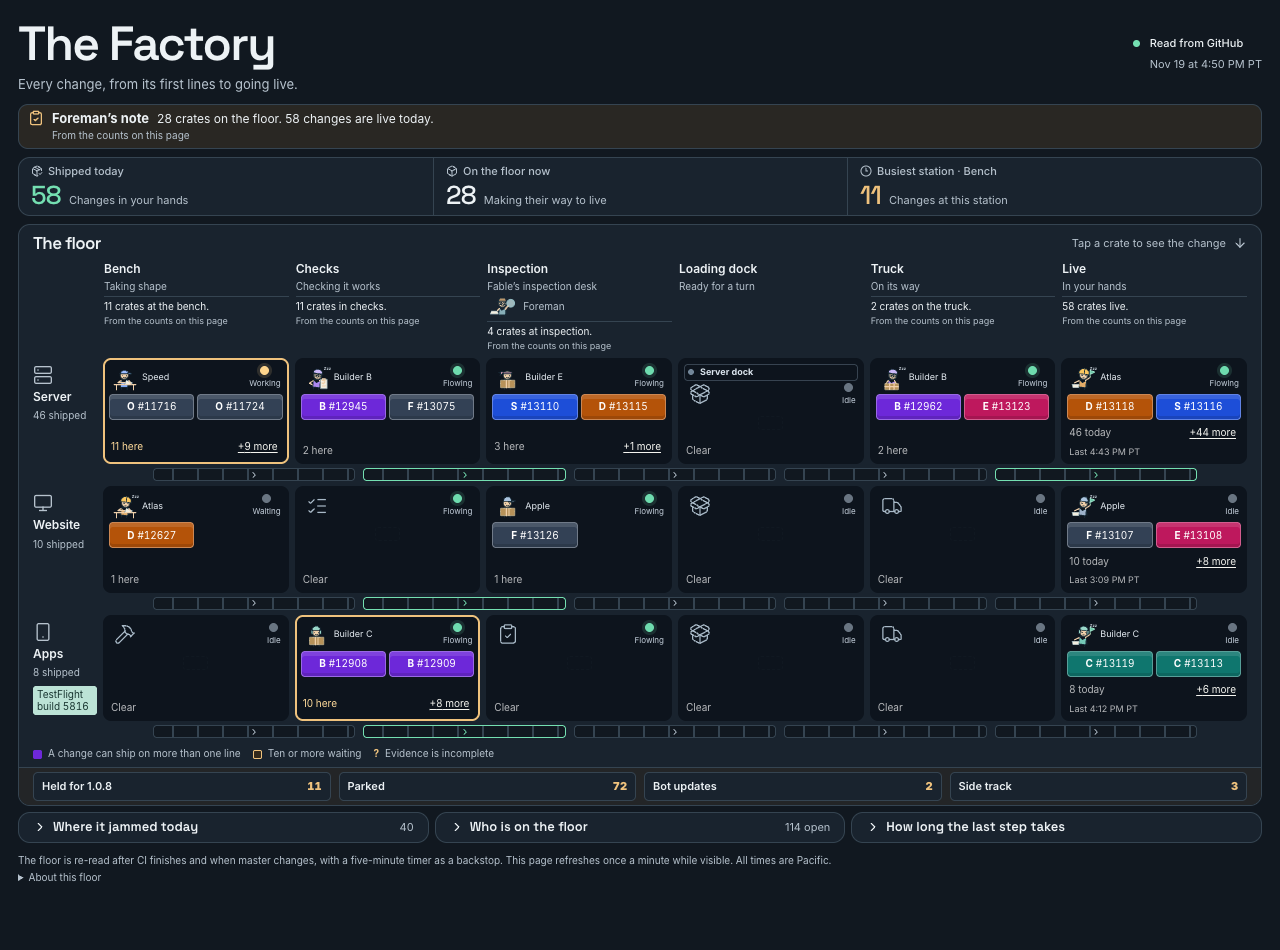 The Factory
Every change, from its first lines to going live.
Read from GitHub
Nov 19 at 4:50 PM PT
Foreman's note 28 crates on the floor. 58 changes are live today.
From the counts on this page
Shipped today
58 Changes in your hands
On the floor now
28 Making their way to live
Busiest station · Bench
11 Changes at this station
The floor
Tap a crate to see the change
Bench
Taking shape
11 crates at the bench.
From the counts on this page
Checks
Checking it works
11 crates in checks.
From the counts on this page
Inspection
Fable's inspection desk
Foreman
4 crates at inspection.
From the counts on this page
Loading dock
Ready for a turn
Truck
On its way
2 crates on the truck.
From the counts on this page
Live
In your hands
58 crates live.
From the counts on this page
Server
46 shipped
Speed
Working
O #11716
O #11724
11 here
+9 more
Builder B
Flowing
B #12945
F #13075
2 here
Builder E
Flowing
S #13110
D #13115
3 here
+1 more
Server dock
Idle
Clear
Builder B
Flowing
B #12962
E #13123
2 here
Atlas
Flowing
D #13118
S #13116
46 today
+44 more
Last 4:43 PM PT
Website
10 shipped
Atlas
Waiting
D #12627
1 here
Flowing
Clear
Apple
Flowing
F #13126
1 here
Idle
Clear
Idle
Clear
Apple
Idle
F #13107
E #13108
10 today
+8 more
Last 3:09 PM PT
Apps
8 shipped
TestFlight
build 5816
Idle
Clear
Builder C
Flowing
B #12908
B #12909
10 here
+8 more
Flowing
Clear
Idle
Clear
Idle
Clear
Builder C
Idle
C #13119
C #13113
8 today
+6 more
Last 4:12 PM PT
A change can ship on more than one line
Ten or more waiting
? Evidence is incomplete
Held for 1.0.8 11
Parked 72
Bot updates 2
Side track 3
Where it jammed today 40
Who is on the floor 114 open
How long the last step takes
The floor is re-read after CI finishes and when master changes, with a five-minute timer as a backstop. This page refreshes once a minute while visible. All times are Pacific.
About this floor